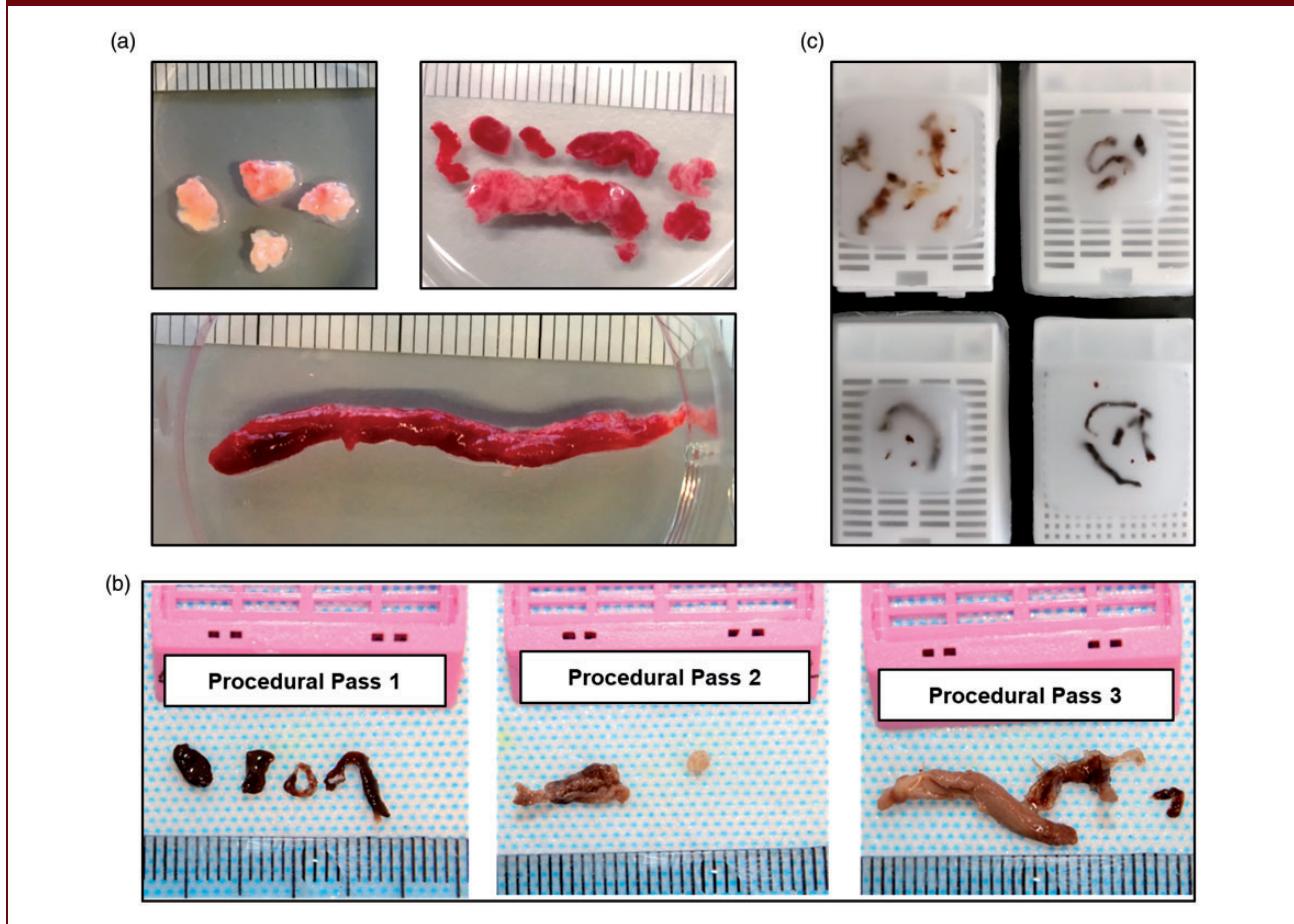 (a)
(c)
(b)
Procedural Pass 1
Procedural Pass 2
Procedural Pass 3